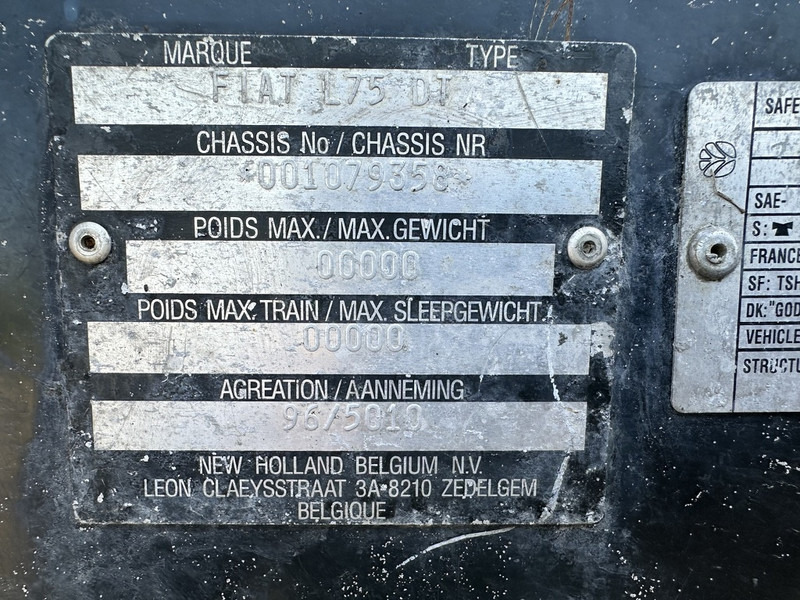 MARQUE TYPE
FIAT L75 DT
CHASSIS No / CHASSIS NR
*001079358*
POIDS MAX. / MAX. GEWICHT
00000
POIDS MAX. TRAIN / MAX. SLEEPGEWICHT.
00000
AGREATION / AANNEMING
96/5010
NEW HOLLAND BELGIUM N.V.
LEON CLAEYSSTRAAT 3A-8210 ZEDELGEM
BELGIQUE
SAFE
SAE-
S:
FRANCE
SF: TSH
DK:"GOD
VEHICLE
STRUCTU